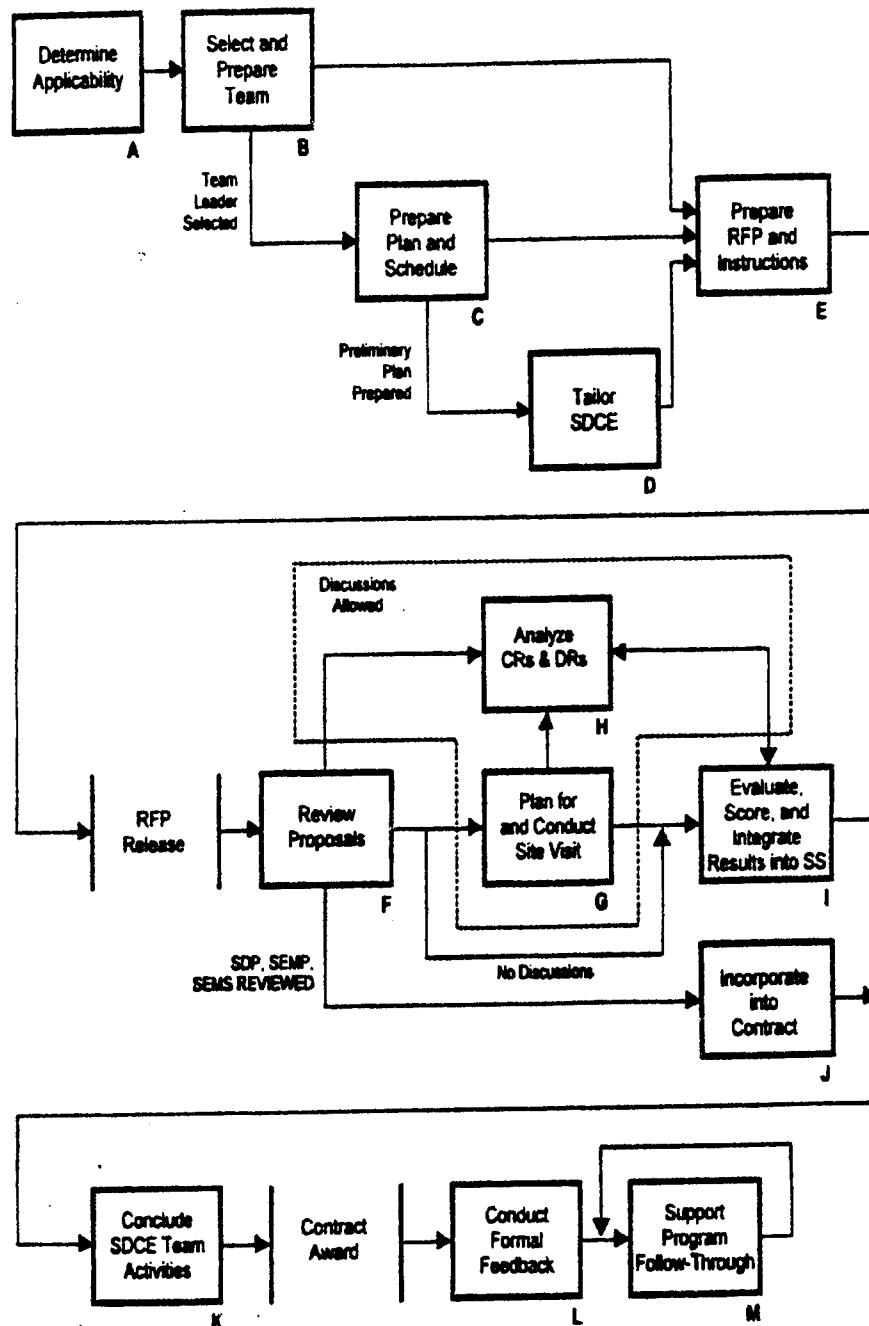 Determine
Applicability
A
Select and
Prepare
Team
B
Team
Leader
Selected
Prepare
Plan and
Schedule
C
Prepare
RFP and
Instructions
E
Preliminary
Plan
Prepared
Tailor
SDCE
D
Discussions
Allowed
Analyze
CRs & DRs
H
RFP
Release
Review
Proposals
F
Plan for
and Conduct
Site Visit
G
Evaluate,
Score, and
Integrate
Results into SS
I
SDP, SEMP,
SEMS REVIEWED
No Discussions
Incorporate
into
Contract
J
Conclude
SDCE Team
Activities
K
Contract
Award
Conduct
Formal
Feedback
L
Support
Program
Follow-Through
M